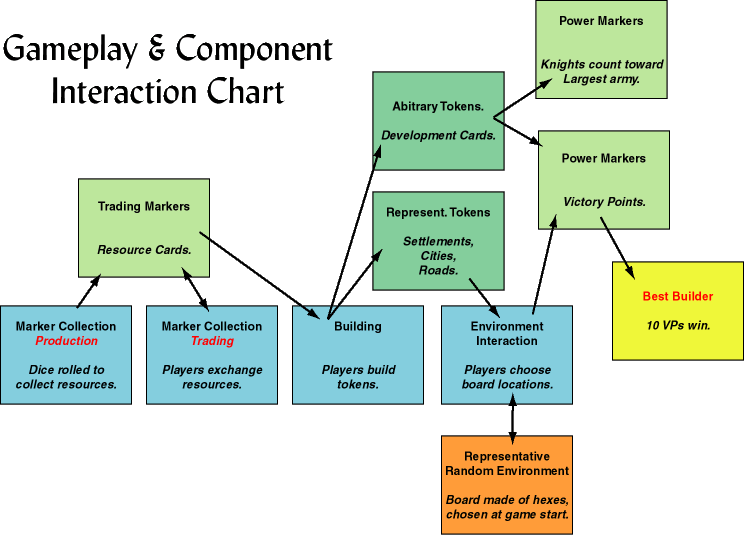 Gameplay & Component
Interaction Chart
Power Markers
Knights count toward
Largest army.
Abitrary Tokens.
Development Cards.
Power Markers
Victory Points.
Trading Markers
Resource Cards.
Represent. Tokens
Settlements,
Cities,
Roads.
Best Builder
10 VPs win.
Marker Collection
Production
Dice rolled to
collect resources.
Marker Collection
Trading
Players exchange
resources.
Building
Players build
tokens.
Environment
Interaction
Players choose
board locations.
Representative
Random Environment
Board made of hexes,
chosen at game start.